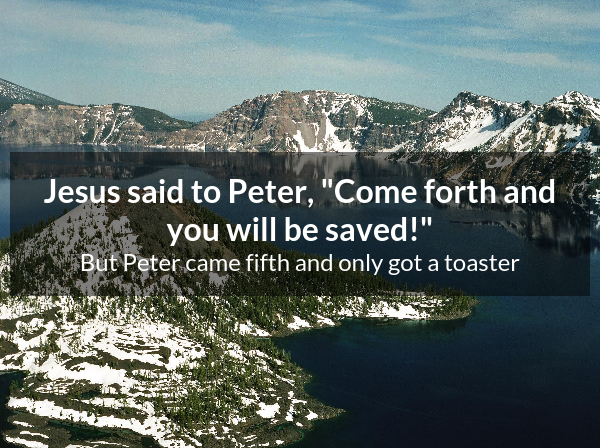 Jesus said to Peter, "Come forth and
you will be saved!"
But Peter came fifth and only got a toaster